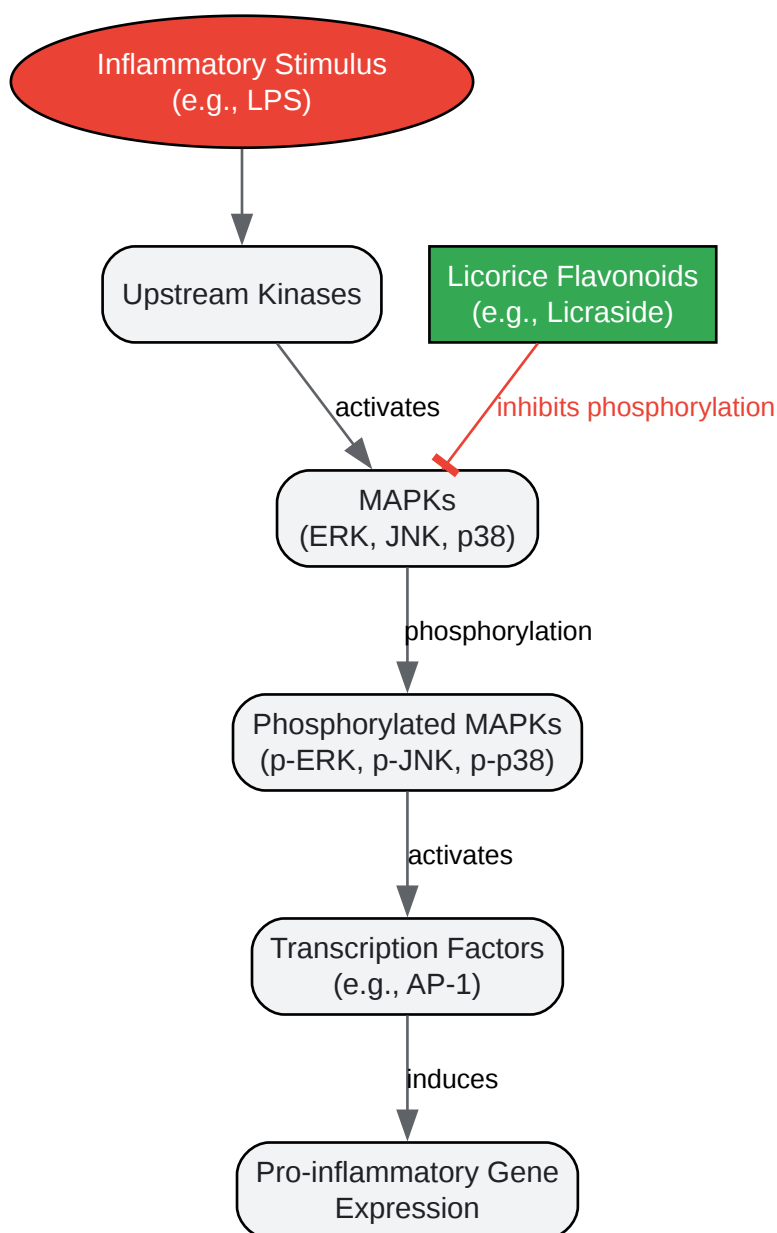 Inflammatory Stimulus
(e.g., LPS)
Upstream Kinases
Licorice Flavonoids
(e.g., Licraside)
activates
inhibits phosphorylation
MAPKs
(ERK, JNK, p38)
phosphorylation
Phosphorylated MAPKs
(p-ERK, p-JNK, p-p38)
activates
Transcription Factors
(e.g., AP-1)
induces
Pro-inflammatory Gene
Expression